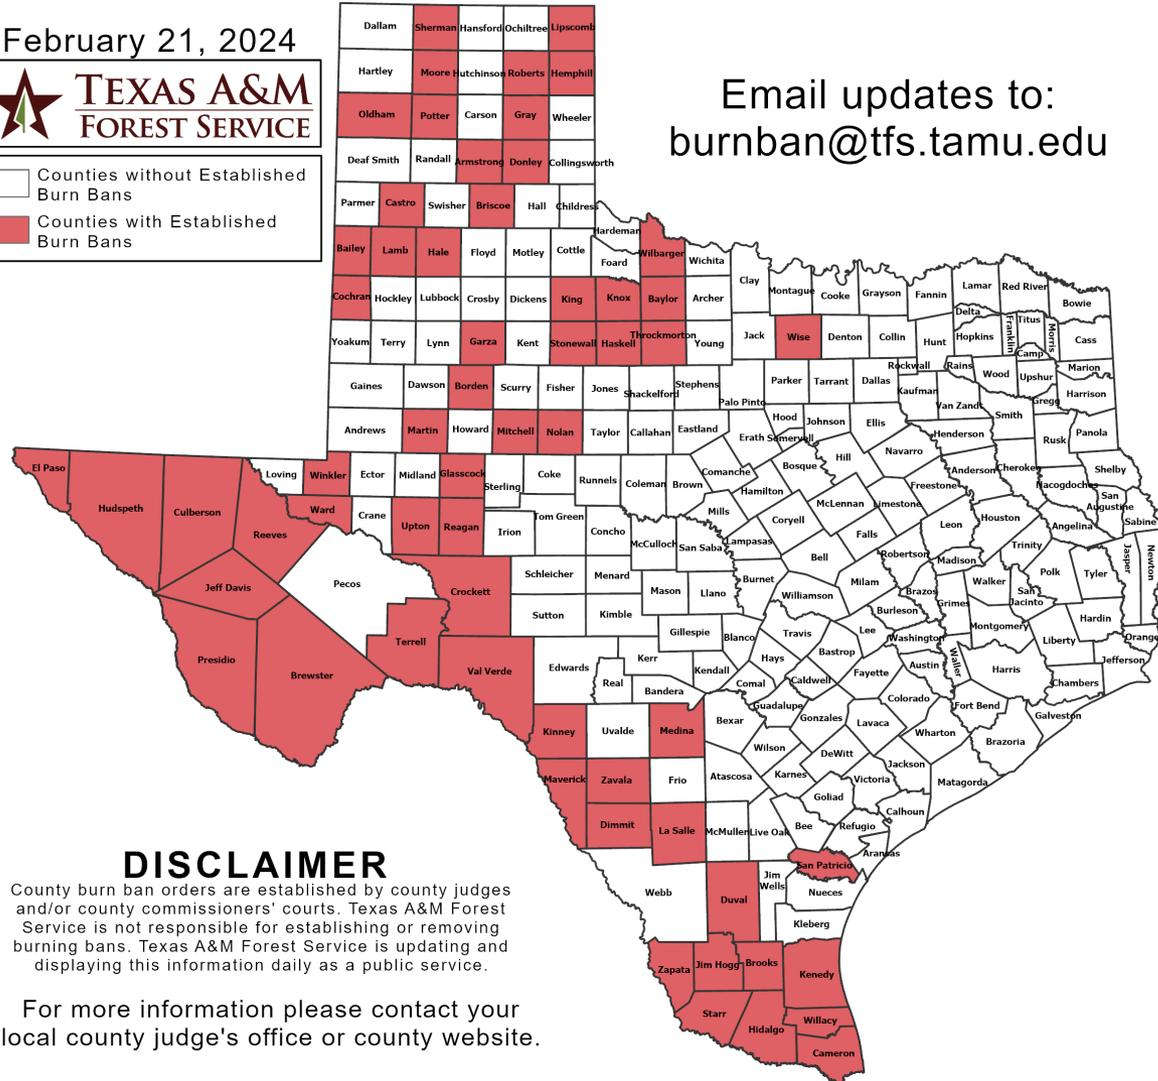 February 21, 2024
TEXAS A&M
FOREST SERVICE
Counties without Established
Burn Bans
Counties with Established
Burn Bans
Email updates to:
burnban@tfs.tamu.edu
Dallam Sherman Hansford Ochiltree Lipscomb
Hartley Moore Hutchinson Roberts Hemphill
Oldham Potter Carson Gray Wheeler
Deaf Smith Randall Armstrong Donley Collingsworth
Parmer Castro Swisher Briscoe Hall Childress
Hardeman
Bailey Lamb Hale Floyd Motley Cottle Foard Wilbarger Wichita
Clay Montague Cooke Grayson Fannin Lamar Red River Bowie
Cochran Hockley Lubbock Crosby Dickens King Knox Baylor Archer
Delta Titus Franklin Morris
Yoakum Terry Lynn Garza Kent Stonewall Haskell Throckmorton Young Jack Wise Denton Collin Hunt Hopkins Cass
Camp
Rockwall Rains Marion
Gaines Dawson Borden Scurry Fisher Jones Shackelford Stephens Palo Pinto Parker Tarrant Dallas Kaufman Van Zandt Wood Upshur Gregg Harrison
Andrews Martin Howard Mitchell Nolan Taylor Callahan Eastland Erath Hood Somervell Johnson Ellis Henderson Smith Rusk Panola
El Paso Loving Winkler Ector Midland Glasscock Sterling Coke Runnels Coleman Brown Comanche Hamilton Bosque Hill Navarro Anderson Cherokee Nacogdoches Shelby
Hudspeth Culberson Reeves Ward Crane Upton Reagan Irion Tom Green Concho McCulloch San Saba Mills Lampasas Coryell McLennan Limestone Freestone Leon Houston Angelina San Augustine Sabine
Jeff Davis Pecos Crockett Schleicher Menard Mason Llano Burnet Bell Falls Milam Robertson Madison Trinity Polk Tyler Jasper Newton
Sutton Kimble Williamson Burleson Brazos Grimes Walker San Jacinto Hardin
Presidio Brewster Terrell Val Verde Edwards Real Kerr Gillespie Blanco Travis Hays Bastrop Lee Washington Montgomery Liberty Orange
Bandera Kendall Comal Caldwell Fayette Austin Waller Harris Chambers Jefferson
Kinney Uvalde Medina Bexar Guadalupe Gonzales Lavaca Colorado Fort Bend Galveston
Wilson DeWitt Wharton Brazoria
Maverick Zavala Frio Atascosa Karnes Victoria Jackson Matagorda
Goliad Calhoun
Dimmit La Salle McMullen Live Oak Bee Refugio
Aransas
San Patricio
Webb Duval Jim Wells Nueces
Kleberg
Zapata Jim Hogg Brooks Kenedy
Starr Hidalgo Willacy
Cameron
DISCLAIMER
County burn ban orders are established by county judges
and/or county commissioners' courts. Texas A&M Forest
Service is not responsible for establishing or removing
burning bans. Texas A&M Forest Service is updating and
displaying this information daily as a public service.
For more information please contact your
local county judge's office or county website.